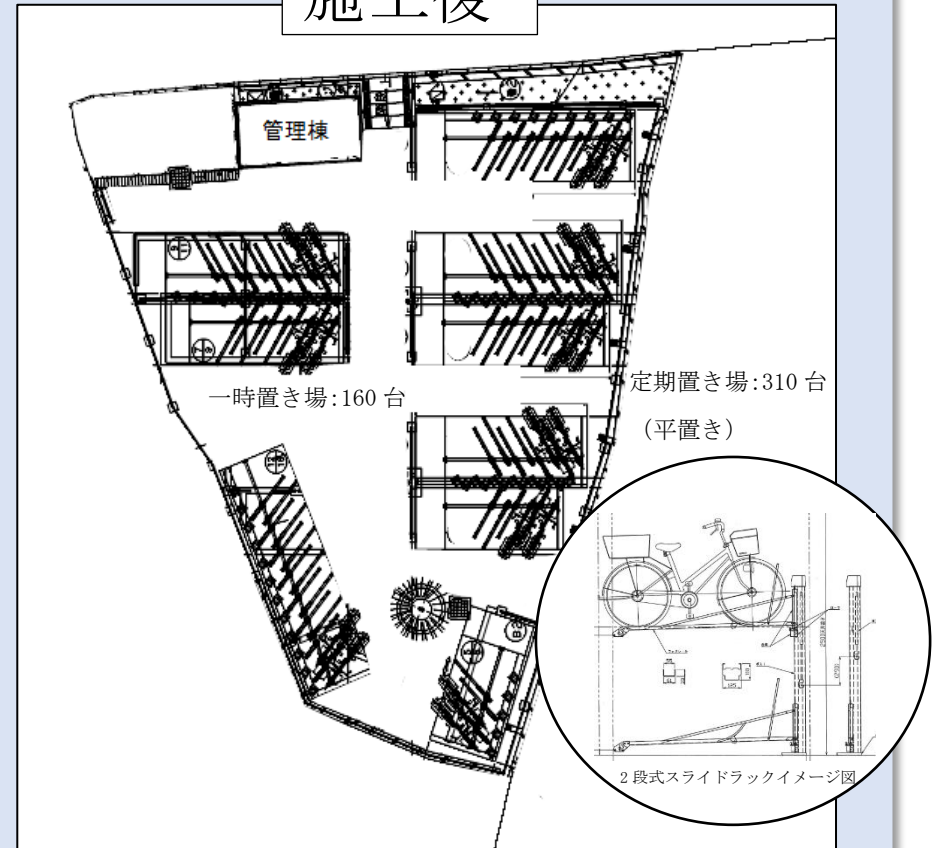 施工後
管理棟
一時置き場:160 台
定期置き場:310 台
（平置き）
2 段式スライドラックイメージ図